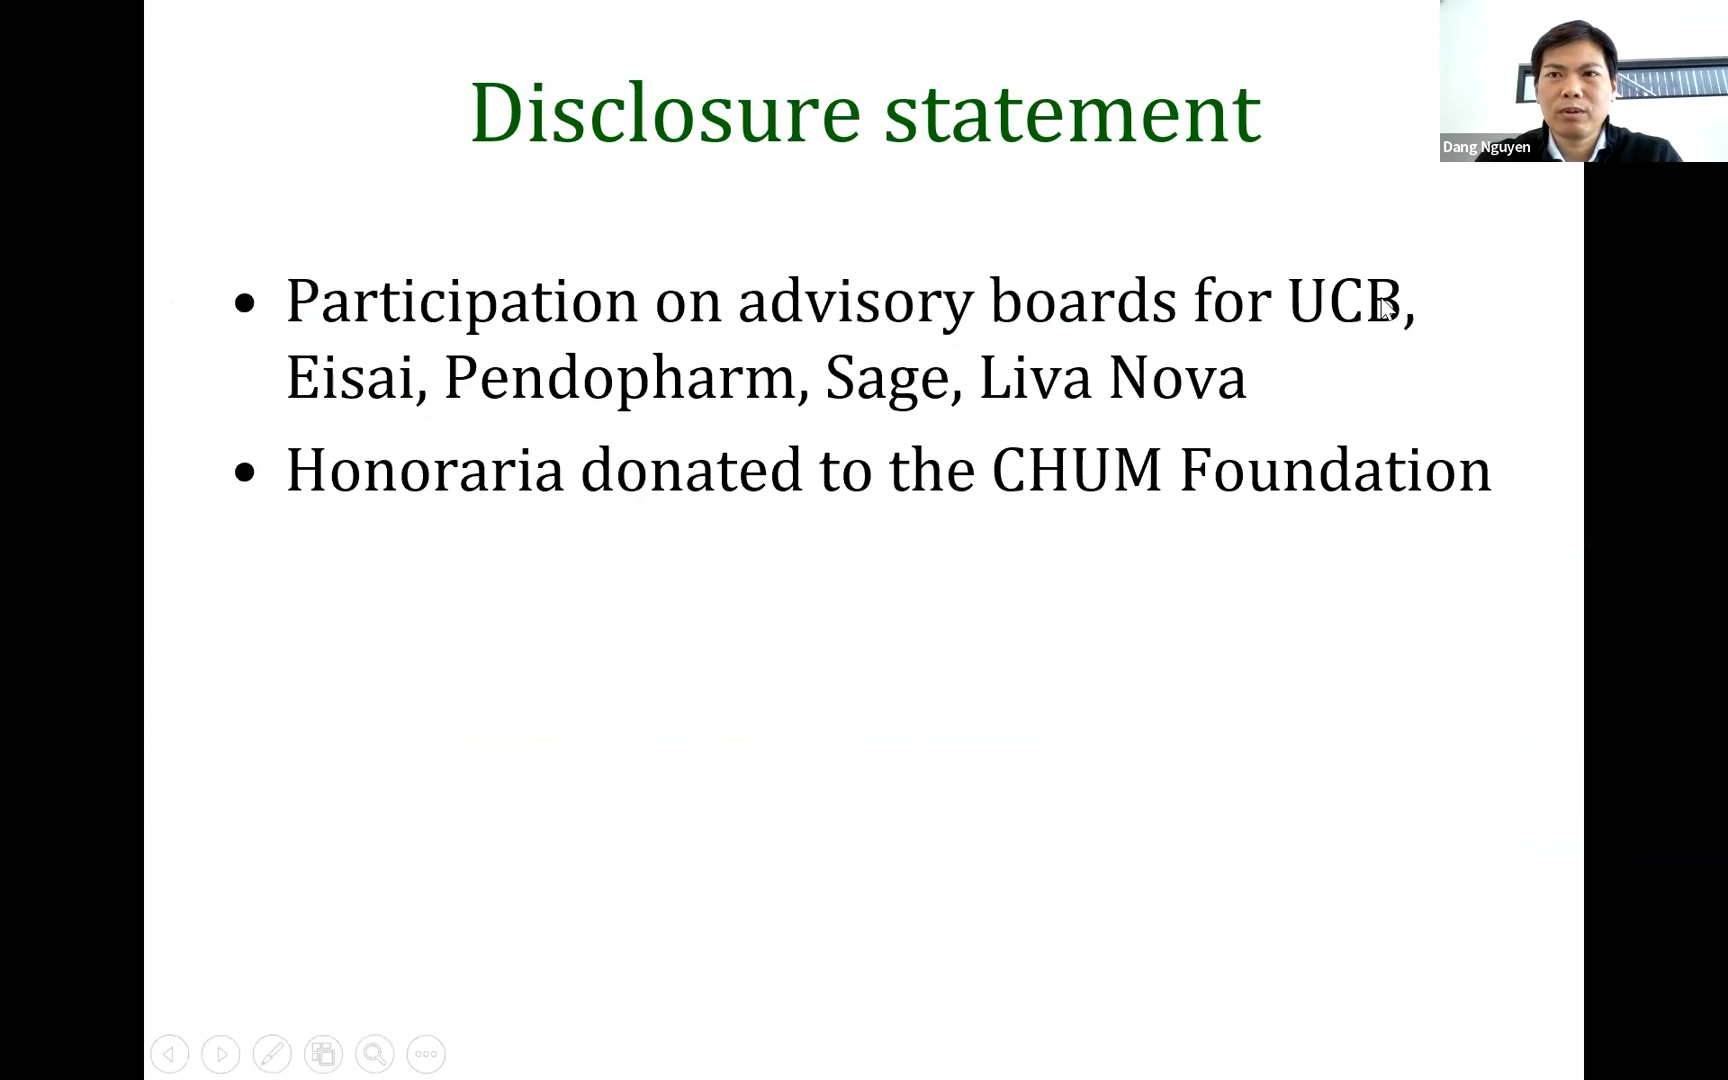 Disclosure statement
Dang Nguyen
• Participation on advisory boards for UCB,
Eisai, Pendopharm, Sage, Liva Nova
• Honoraria donated to the CHUM Foundation